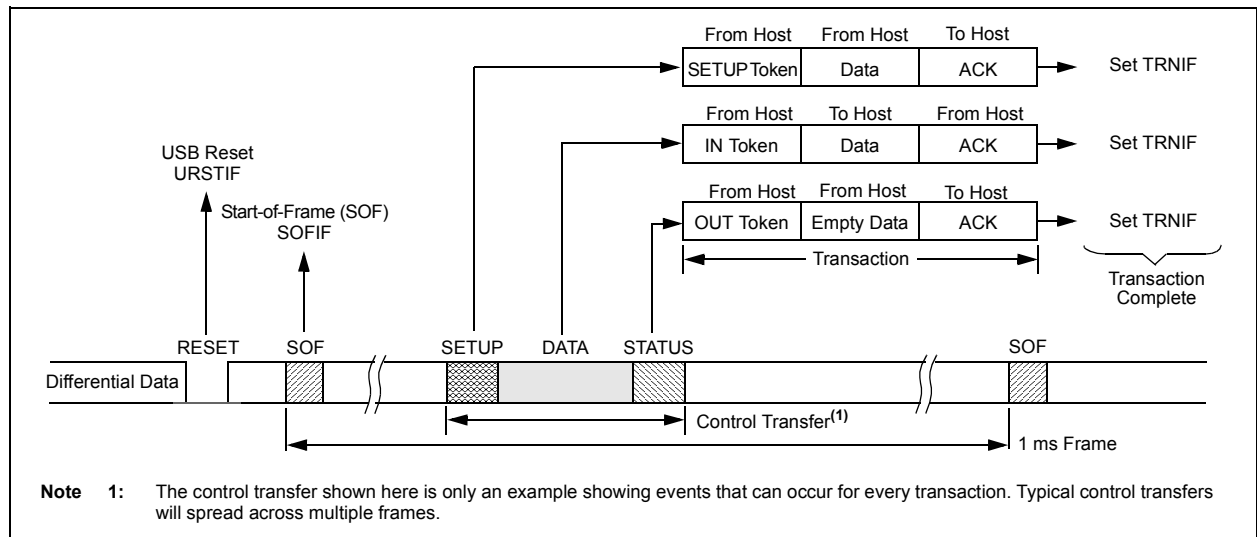 From Host From Host To Host
SETUP Token Data ACK Set TRNIF
From Host To Host From Host
IN Token Data ACK Set TRNIF
USB Reset
URSTIF
From Host From Host To Host
Start-of-Frame (SOF)
SOFIF
OUT Token Empty Data ACK Set TRNIF
Transaction
Transaction
Complete
RESET SOF SETUP DATA STATUS SOF
Differential Data
Control Transfer(1)
1 ms Frame
Note 1: The control transfer shown here is only an example showing events that can occur for every transaction. Typical control transfers
will spread across multiple frames.